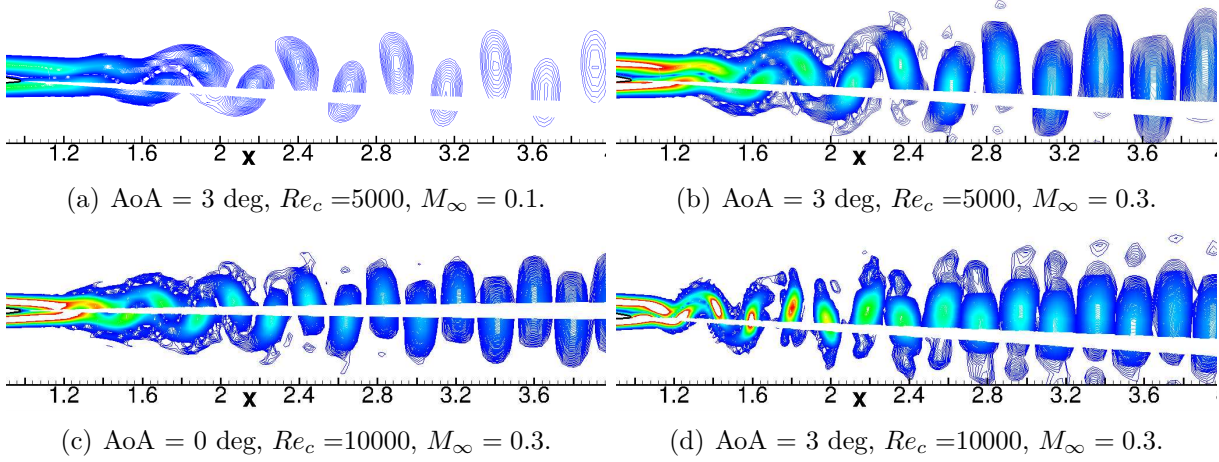 1.2 1.6 2 2.4 2.8 3.2 3.6
x
(a) AoA = 3 deg, Re_c =5000, M_∞ = 0.1.
1.2 1.6 2 2.4 2.8 3.2 3.6 4
x
(b) AoA = 3 deg, Re_c =5000, M_∞ = 0.3.
1.2 1.6 2 2.4 2.8 3.2 3.6
x
(c) AoA = 0 deg, Re_c =10000, M_∞ = 0.3.
1.2 1.6 2 2.4 2.8 3.2 3.6
x
(d) AoA = 3 deg, Re_c =10000, M_∞ = 0.3.